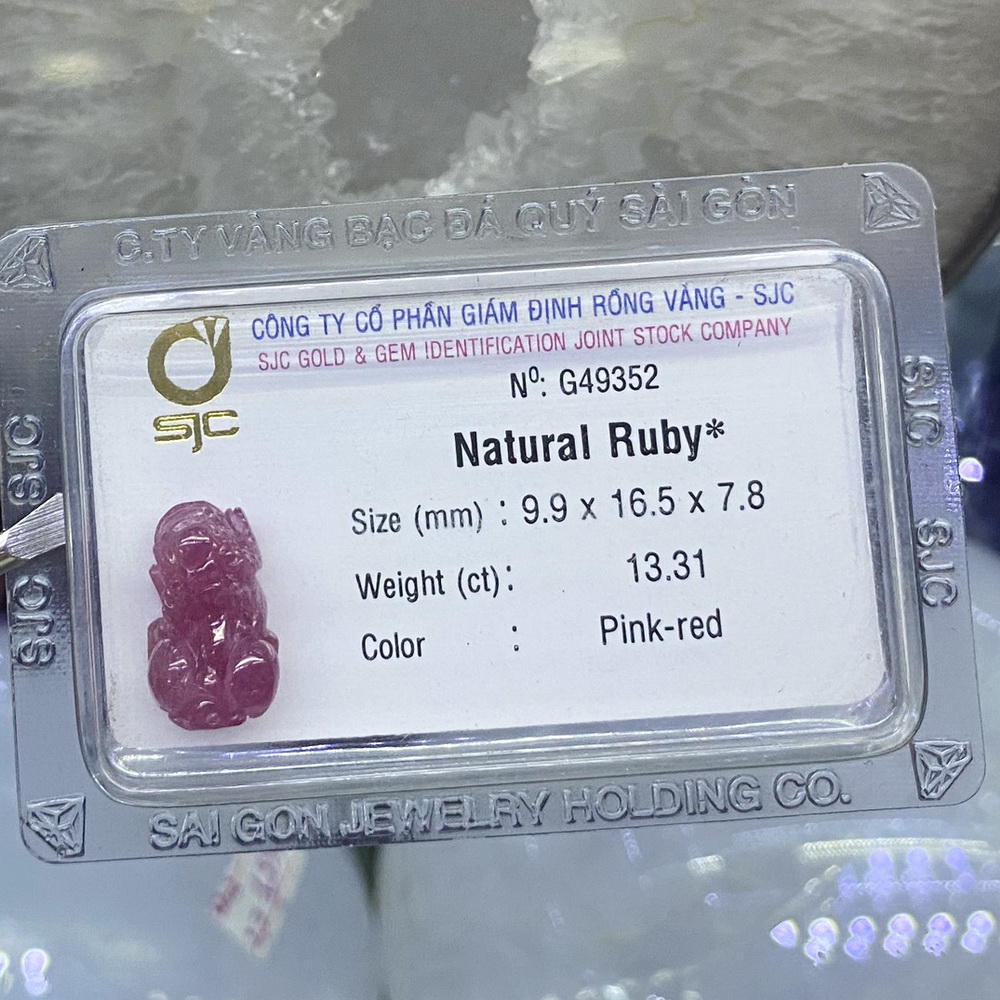 C.TY VÀNG BẠC ĐÁ QUÝ SÀI GÒN
CÔNG TY CỔ PHẦN GIÁM ĐỊNH RỒNG VÀNG - SJC
SJC GOLD & GEM IDENTIFICATION JOINT STOCK COMPANY
SJC
Nº: G49352
Natural Ruby*
Size (mm) : 9.9 x 16.5 x 7.8
Weight (ct): 13.31
Color : Pink-red
SJC
SJC
SJC
SJC
SAI GON JEWELRY HOLDING CO.